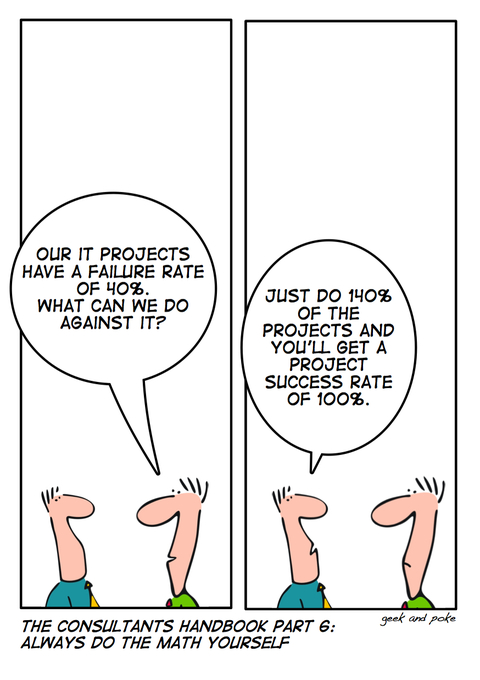 OUR IT PROJECTS
HAVE A FAILURE RATE
OF 40%.
WHAT CAN WE DO
AGAINST IT?
JUST DO 140%
OF THE
PROJECTS AND
YOU'LL GET A
PROJECT
SUCCESS RATE
OF 100%.
geek and poke
THE CONSULTANTS HANDBOOK PART 6:
ALWAYS DO THE MATH YOURSELF